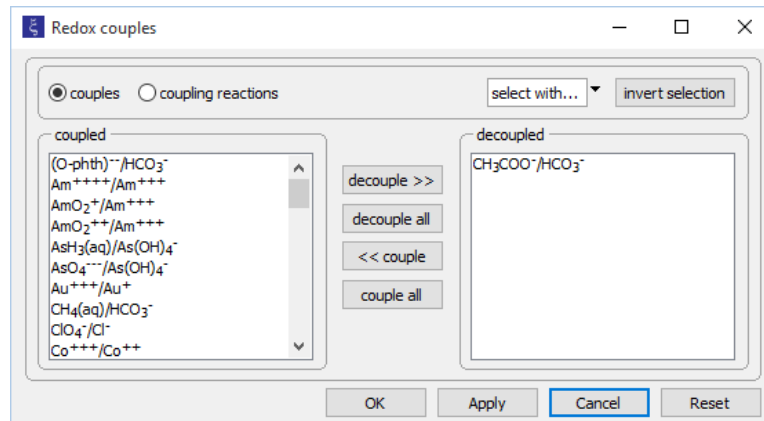 ξ Redox couples
couples coupling reactions select with... invert selection
coupled
(O-phth)⁻⁻/HCO₃⁻
Am⁺⁺⁺⁺/Am⁺⁺⁺
AmO₂⁺/Am⁺⁺⁺
AmO₂⁺⁺/Am⁺⁺⁺
AsH₃(aq)/As(OH)₄⁻
AsO₄⁻⁻⁻/As(OH)₄⁻
Au⁺⁺⁺/Au⁺
CH₄(aq)/HCO₃⁻
ClO₄⁻/Cl⁻
Co⁺⁺⁺/Co⁺⁺
decouple >>
decouple all
<< couple
couple all
decoupled
CH₃COO⁻/HCO₃⁻
OK Apply Cancel Reset